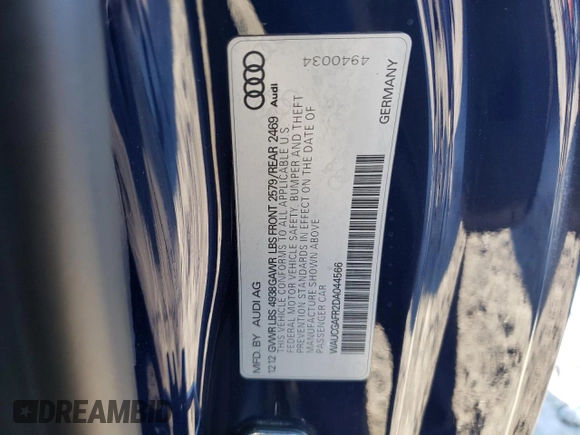 MFD. BY AUDI AG
12 12 GVWR LBS 4938 GAWR LBS FRONT 2579/REAR 2469
THIS VEHICLE CONFORMS TO ALL APPLICABLE U S
FEDERAL MOTOR VEHICLE SAFETY, BUMPER AND THEFT
PREVENTION STANDARDS IN EFFECT ON THE DATE OF
MANUFACTURE SHOWN ABOVE
PASSENGER CAR
WAUCGAFR2DA044566
Audi
4940034
GERMANY
DREAMBID